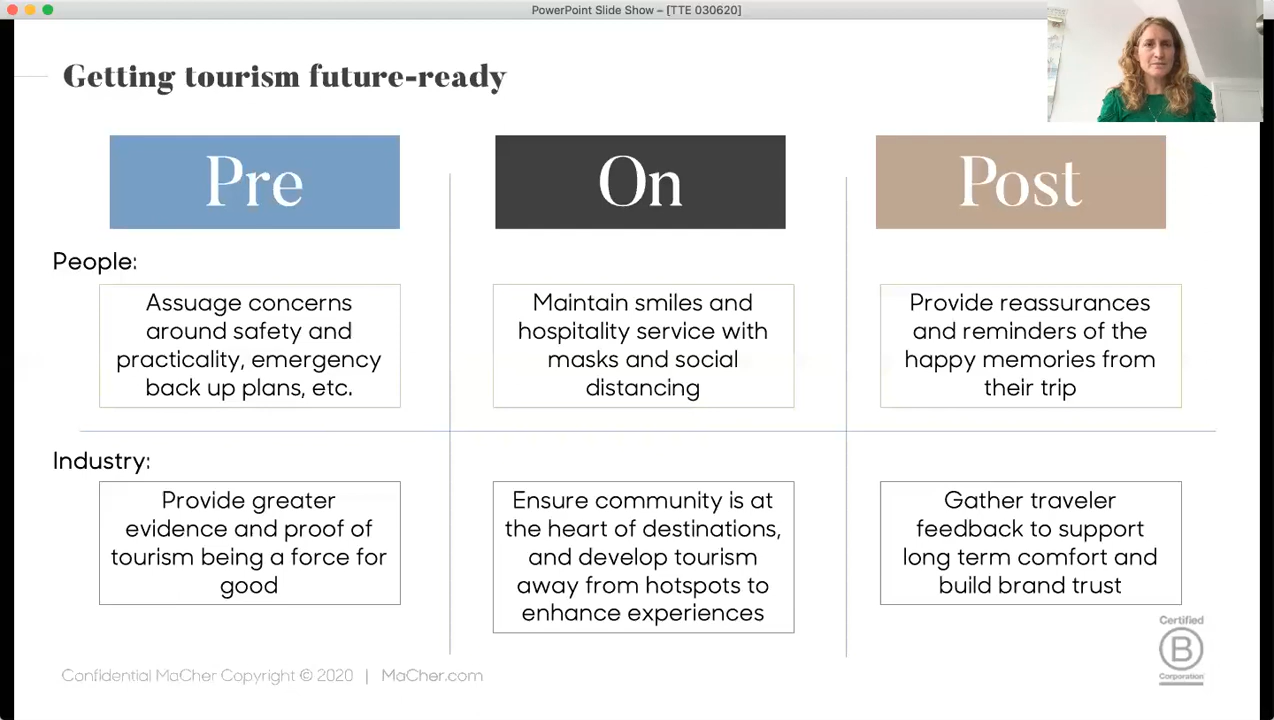 PowerPoint Slide Show – [TTE 030620]
Getting tourism future-ready
Pre
On
Post
People:
Assuage concerns
around safety and
practicality, emergency
back up plans, etc.
Maintain smiles and
hospitality service with
masks and social
distancing
Provide reassurances
and reminders of the
happy memories from
their trip
Industry:
Provide greater
evidence and proof of
tourism being a force for
good
Ensure community is at
the heart of destinations,
and develop tourism
away from hotspots to
enhance experiences
Gather traveler
feedback to support
long term comfort and
build brand trust
Confidential MaCher Copyright © 2020 | MaCher.com
Certified
B
Corporation